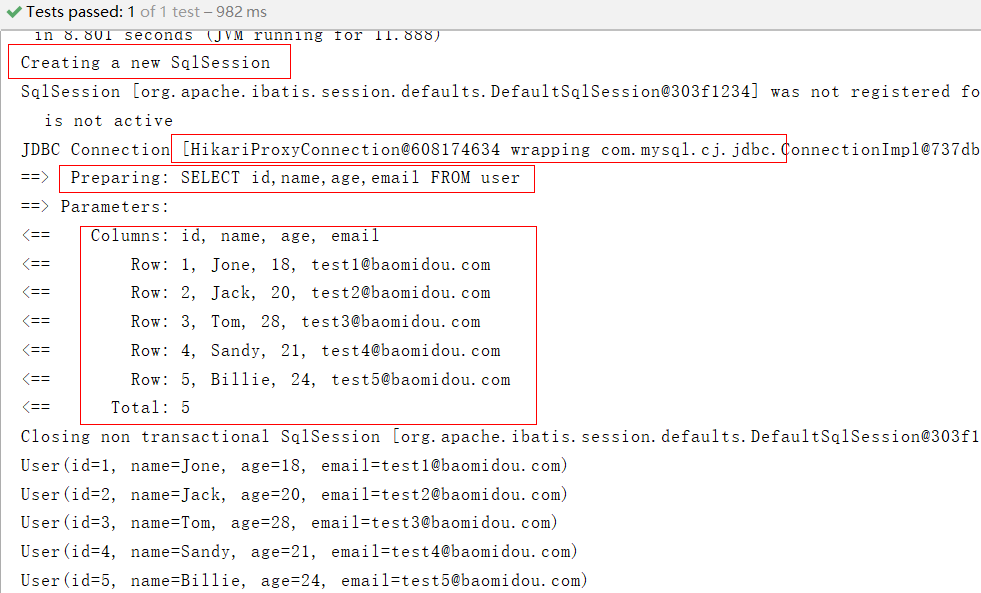 Tests passed: 1 of 1 test – 982 ms
in 8.801 seconds (JVM running for 11.888)
Creating a new SqlSession
SqlSession [org.apache.ibatis.session.defaults.DefaultSqlSession@303f1234] was not registered fo
is not active
JDBC Connection [HikariProxyConnection@608174634 wrapping com.mysql.cj.jdbc.ConnectionImpl@737db
==> Preparing: SELECT id,name,age,email FROM user
==> Parameters:
<== Columns: id, name, age, email
<== Row: 1, Jone, 18, test1@baomidou.com
<== Row: 2, Jack, 20, test2@baomidou.com
<== Row: 3, Tom, 28, test3@baomidou.com
<== Row: 4, Sandy, 21, test4@baomidou.com
<== Row: 5, Billie, 24, test5@baomidou.com
<== Total: 5
Closing non transactional SqlSession [org.apache.ibatis.session.defaults.DefaultSqlSession@303f1
User(id=1, name=Jone, age=18, email=test1@baomidou.com)
User(id=2, name=Jack, age=20, email=test2@baomidou.com)
User(id=3, name=Tom, age=28, email=test3@baomidou.com)
User(id=4, name=Sandy, age=21, email=test4@baomidou.com)
User(id=5, name=Billie, age=24, email=test5@baomidou.com)